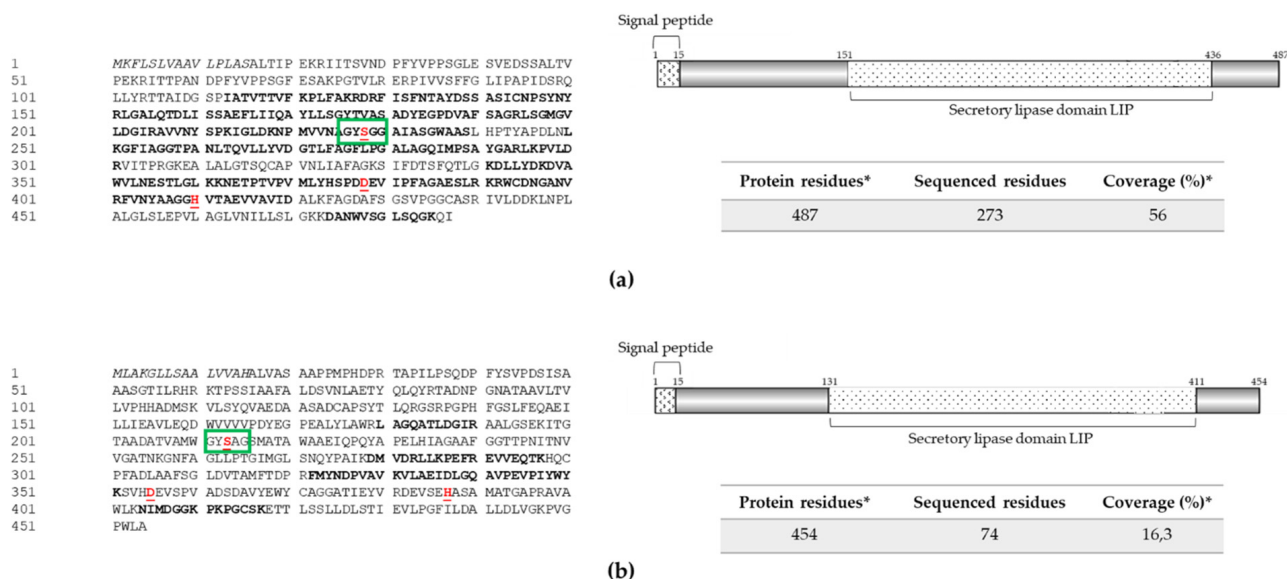 1 MKFLSLVAAV LPLASALTIP EKRIITSVND PFYVPPSGLE SVEDSSALTV
51 PEKRITTPAN DPFYVPPSGF ESAKPGTVLR ERPIVVSFFG LIPAPIDSRQ
101 LLYRTTAIDG SPIATVTTVF KPLFAKRDRF ISFNTAYDSS ASICNPSYNY
151 RLGALQTDLI SSAEFLIIQA YLLSGYTVAS ADYEGPDVAF SAGRLSGMGV
201 LDGIRAVVNY SPKIGLDKNP MVVNAGYSGG AIASGWAASL HPTYAPDLNL
251 KGFIAGGTPA NLTQVLLYVD GTLFAGFLPG ALAGQIMPSA YGARLKPVLD
301 RVITPRGKEA LALGTSQCAP VNLIAFAGKS IFDTSFQTLG KDLLYDKDVA
351 WVLNESTLGL KKNETPTVPV MLYHSPDDEV IPFAGAESLR KRWCDNGANV
401 RFVNYAAGGH VTAEVVAVID ALKFAGDAFS GSVPGGCASR IVLDDKLNPL
451 ALGLSLEPVL AGLVNILLSL GKKDANWVSG LSQGKQI
Signal peptide
1 15 151 436 487
Secretory lipase domain LIP
Protein residues* Sequenced residues Coverage (%)*
487 273 56
(a)
1 MLAKGLLSAA LVVAHALVAS AAPPMPHDPR TAPILPSQDP FYSVPDSISA
51 AASGTILRHR KTPSSIAAFA LDSVNLAETY QLQYRTADNP GNATAAVLTV
101 LVPHHADMSK VLSYQVAEDA ASADCAPSYT LQRGSRPGPH FGSLFEQAEI
151 LLIEAVLEQD WVVVVPDYEG PEALYLAWRL AGQATLDGIR AALGSEKITG
201 TAADATVAMW GYSAGSMATA WAAEIQPQYA PELHIAGAAF GGTTPNITNV
251 VGATNKGNFA GLLPTGIMGL SNQYPAIKDM VDRLLKPEFR EVVEQTKHQC
301 PFADLAAFSG LDVTAMFTDP RFMYNDPVAV KVLAEIDLGQ AVPEVPIYWY
351 KSVHDEVSPV ADSDAVYEWY CAGGATIEYV RDEVSEHASA MATGAPRAVA
401 WLKNIMDGGK PKPGCSKETT LSSLLDLSTI EVLPGFILDA LLDLVGKPVG
451 PWLA
Signal peptide
1 15 131 411 454
Secretory lipase domain LIP
Protein residues* Sequenced residues Coverage (%)*
454 74 16,3
(b)